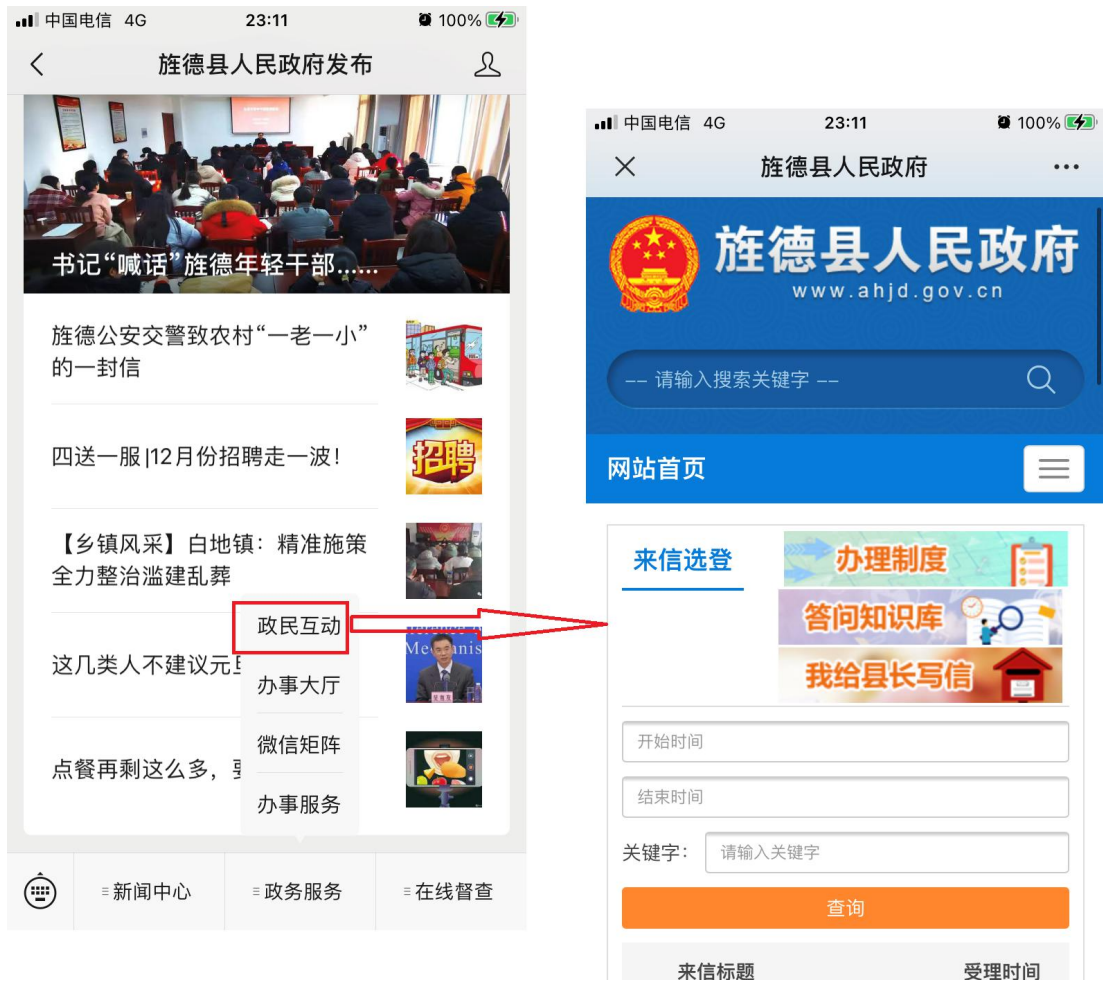 中国电信 4G 23:11 100%
旌德县人民政府发布
书记“喊话”旌德年轻干部......
旌德公安交警致农村“一老一小”
的一封信
四送一服|12月份招聘走一波！
招聘
【乡镇风采】白地镇：精准施策
全力整治滥建乱葬
这几类人不建议元旦
Mechanis
点餐再剩这么多，要
政民互动
办事大厅
微信矩阵
办事服务
新闻中心
政务服务
在线督查
中国电信 4G 23:11 100%
旌德县人民政府
旌德县人民政府
www.ahjd.gov.cn
-- 请输入搜索关键字 --
网站首页
来信选登
办理制度
答问知识库
我给县长写信
开始时间
结束时间
关键字： 请输入关键字
查询
来信标题 受理时间